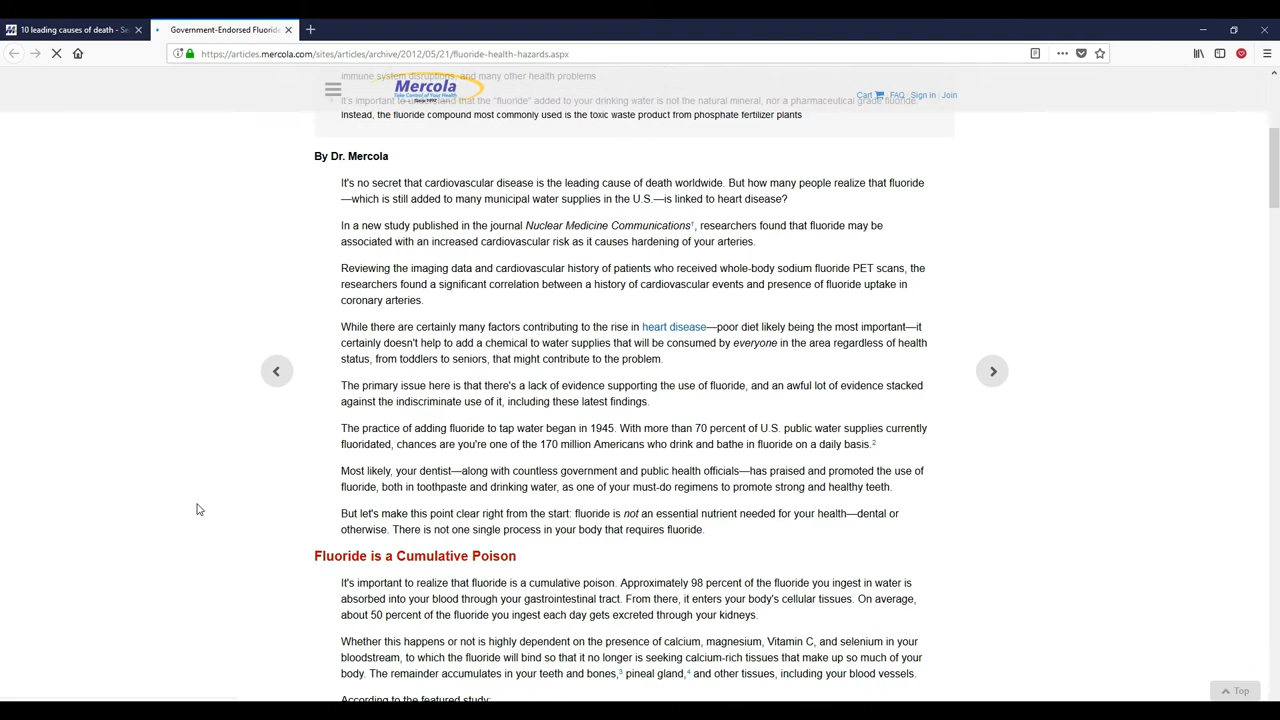 10 leading causes of death - Se
Government-Endorsed Fluorid
https://articles.mercola.com/sites/articles/archive/2012/05/21/fluoride-health-hazards.aspx
immune system disruptions, and many other health problems
Mercola
Take Control of Your Health
Since 1997
Cart FAQ Sign in Join
It's important to understand that the "fluoride" added to your drinking water is not the natural mineral, nor a pharmaceutical grade fluoride.
Instead, the fluoride compound most commonly used is the toxic waste product from phosphate fertilizer plants
By Dr. Mercola
It's no secret that cardiovascular disease is the leading cause of death worldwide. But how many people realize that fluoride
—which is still added to many municipal water supplies in the U.S.—is linked to heart disease?
In a new study published in the journal Nuclear Medicine Communications¹, researchers found that fluoride may be
associated with an increased cardiovascular risk as it causes hardening of your arteries.
Reviewing the imaging data and cardiovascular history of patients who received whole-body sodium fluoride PET scans, the
researchers found a significant correlation between a history of cardiovascular events and presence of fluoride uptake in
coronary arteries.
While there are certainly many factors contributing to the rise in heart disease—poor diet likely being the most important—it
certainly doesn't help to add a chemical to water supplies that will be consumed by everyone in the area regardless of health
status, from toddlers to seniors, that might contribute to the problem.
The primary issue here is that there's a lack of evidence supporting the use of fluoride, and an awful lot of evidence stacked
against the indiscriminate use of it, including these latest findings.
The practice of adding fluoride to tap water began in 1945. With more than 70 percent of U.S. public water supplies currently
fluoridated, chances are you're one of the 170 million Americans who drink and bathe in fluoride on a daily basis.²
Most likely, your dentist—along with countless government and public health officials—has praised and promoted the use of
fluoride, both in toothpaste and drinking water, as one of your must-do regimens to promote strong and healthy teeth.
But let's make this point clear right from the start: fluoride is not an essential nutrient needed for your health—dental or
otherwise. There is not one single process in your body that requires fluoride.
Fluoride is a Cumulative Poison
It's important to realize that fluoride is a cumulative poison. Approximately 98 percent of the fluoride you ingest in water is
absorbed into your blood through your gastrointestinal tract. From there, it enters your body's cellular tissues. On average,
about 50 percent of the fluoride you ingest each day gets excreted through your kidneys.
Whether this happens or not is highly dependent on the presence of calcium, magnesium, Vitamin C, and selenium in your
bloodstream, to which the fluoride will bind so that it no longer is seeking calcium-rich tissues that make up so much of your
body. The remainder accumulates in your teeth and bones,³ pineal gland,⁴ and other tissues, including your blood vessels.
According to the featured study:
Top